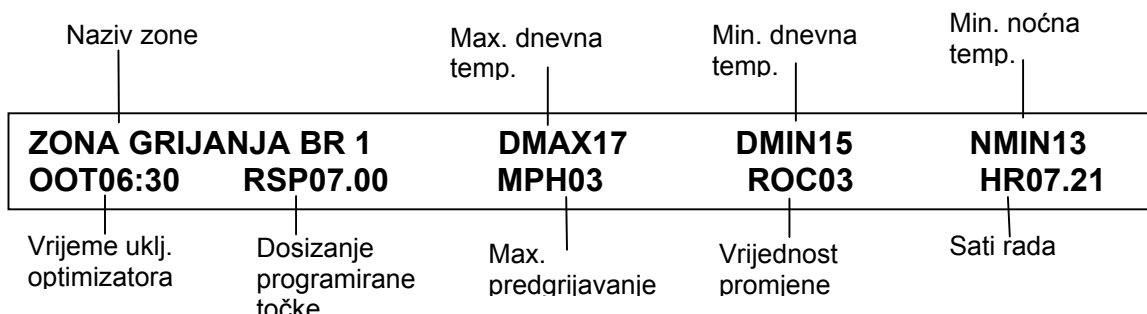 Naziv zone
Max. dnevna
temp.
Min. dnevna
temp.
Min. noćna
temp.
ZONA GRIJANJA BR 1 DMAX17 DMIN15 NMIN13
OOT06:30 RSP07.00 MPH03 ROC03 HR07.21
Vrijeme uklj.
optimizatora
Dosizanje
programirane
točke
Max.
predgrijavanje
Vrijednost
promjene
Sati rada